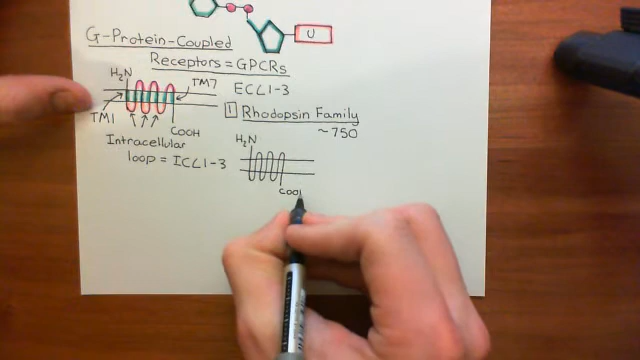 U
G-Protein-Coupled
Receptors = GPCRs
H₂N
TM7
ECL1-3
TM1
COOH
1 Rhodopsin Family
~750
Intracellular
loop = ICL1-3
H₂N
COOH